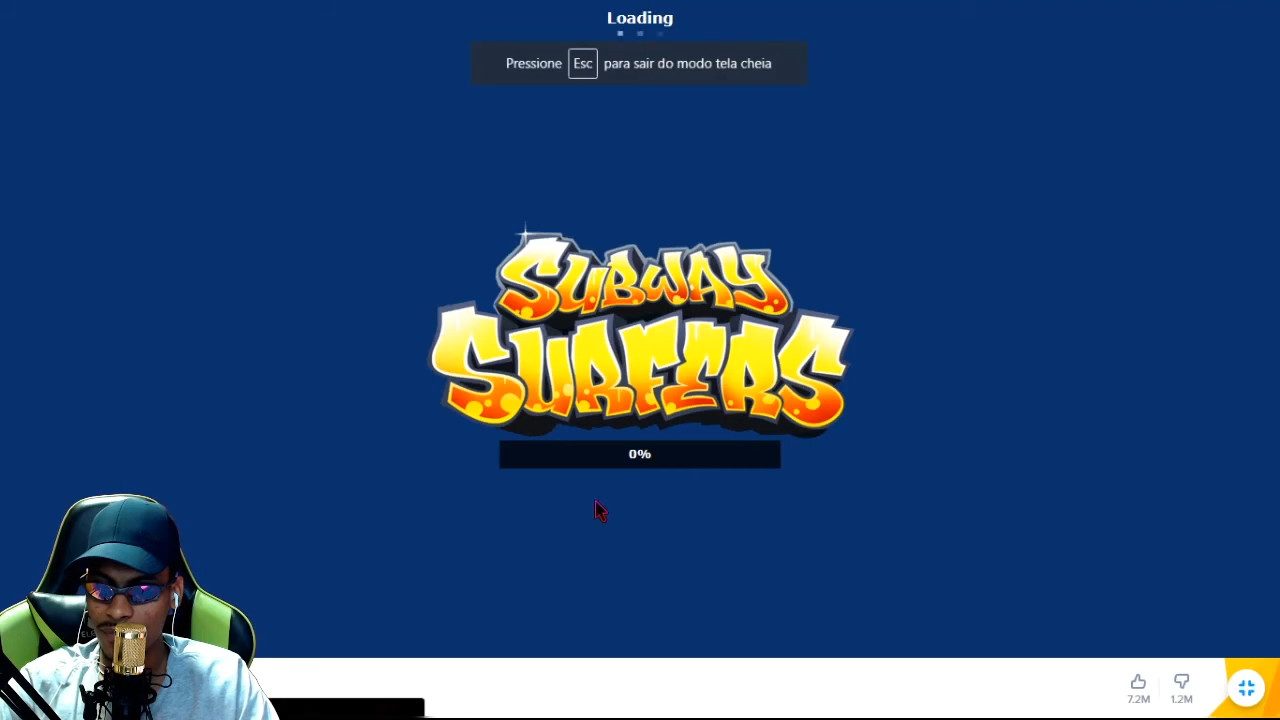 Loading
Pressione Esc para sair do modo tela cheia
SUBWAY
SURFERS
0%
7.2M 1.2M